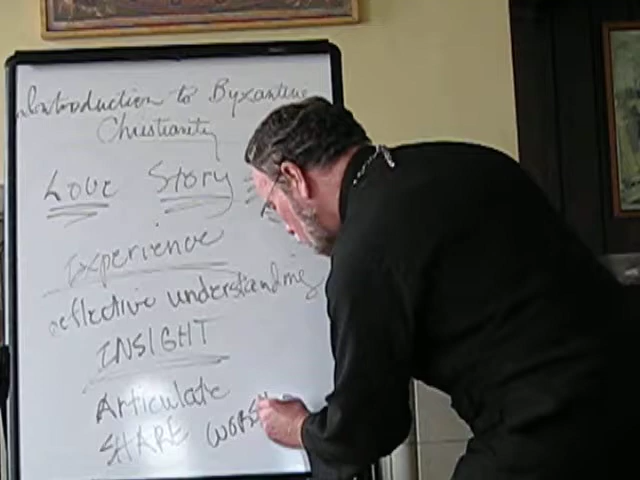 Introduction to Byzantine
Christianity
Love Story
Experience
reflective understanding
INSIGHT
Articulate
SHARE WORS